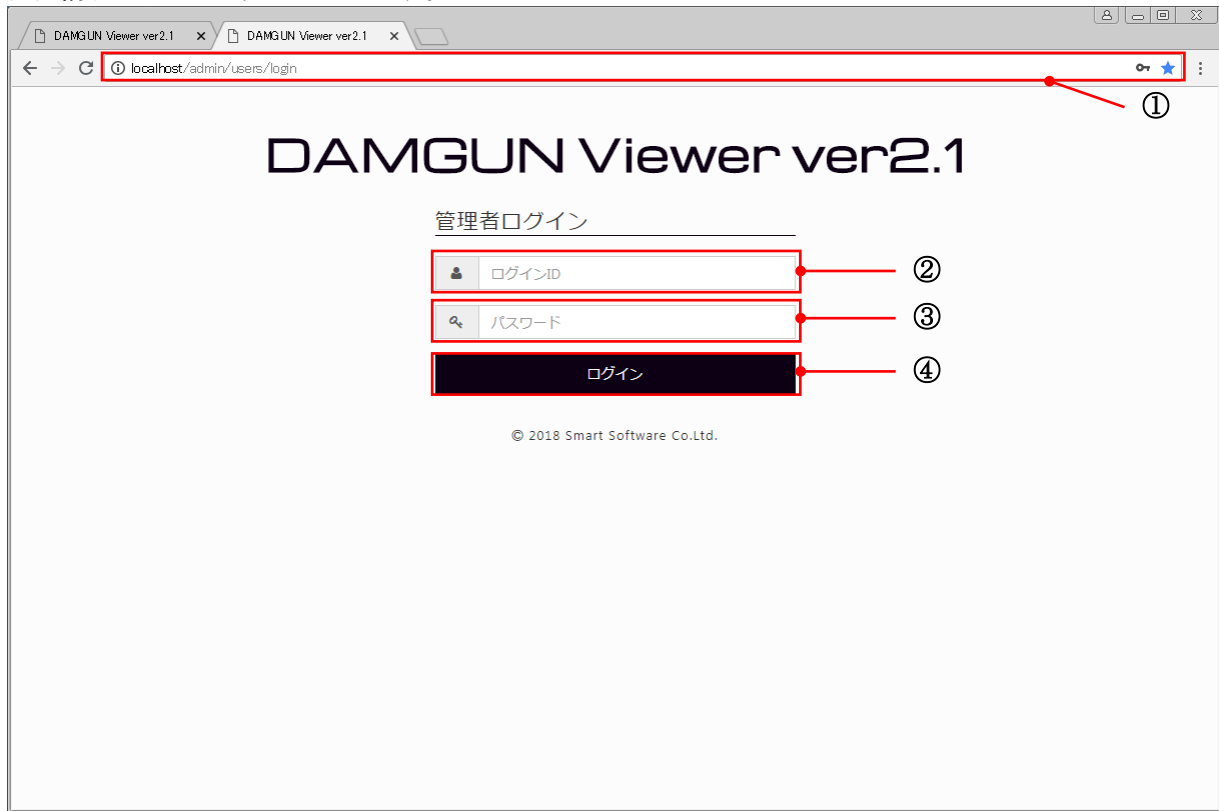 DAMGUN Viewer ver2.1 DAMGUN Viewer ver2.1
localhost/admin/users/login
①
DAMGUN Viewer ver2.1
管理者ログイン
ログインID ②
パスワード ③
ログイン ④
© 2018 Smart Software Co.Ltd.